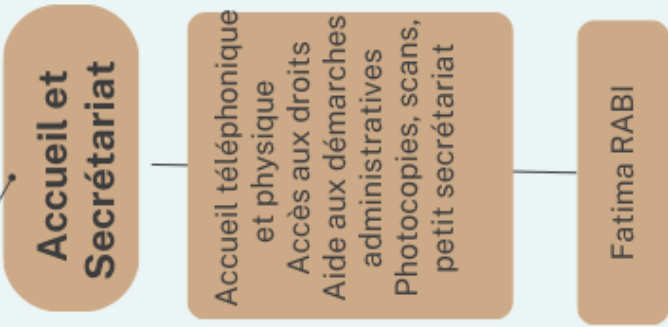 Accueil et
Secrétariat
Accueil téléphonique
et physique
Accès aux droits
Aide aux démarches
administratives
Photocopies, scans,
petit secrétariat
Fatima RABI